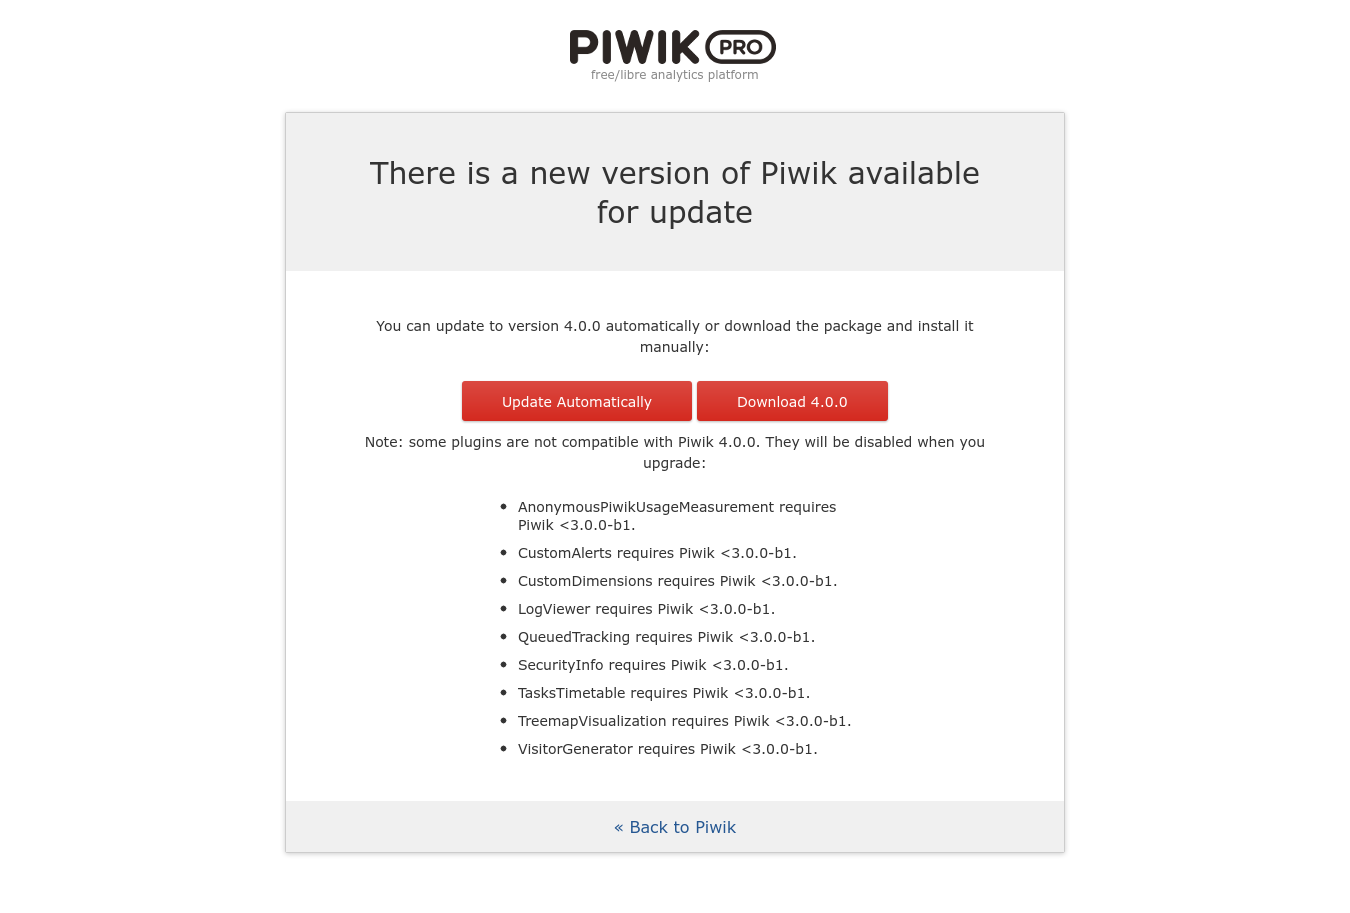 PIWIK PRO
free/libre analytics platform
There is a new version of Piwik available
for update
You can update to version 4.0.0 automatically or download the package and install it
manually:
Update Automatically Download 4.0.0
Note: some plugins are not compatible with Piwik 4.0.0. They will be disabled when you
upgrade:
• AnonymousPiwikUsageMeasurement requires
Piwik <3.0.0-b1.
• CustomAlerts requires Piwik <3.0.0-b1.
• CustomDimensions requires Piwik <3.0.0-b1.
• LogViewer requires Piwik <3.0.0-b1.
• QueuedTracking requires Piwik <3.0.0-b1.
• SecurityInfo requires Piwik <3.0.0-b1.
• TasksTimetable requires Piwik <3.0.0-b1.
• TreemapVisualization requires Piwik <3.0.0-b1.
• VisitorGenerator requires Piwik <3.0.0-b1.
« Back to Piwik